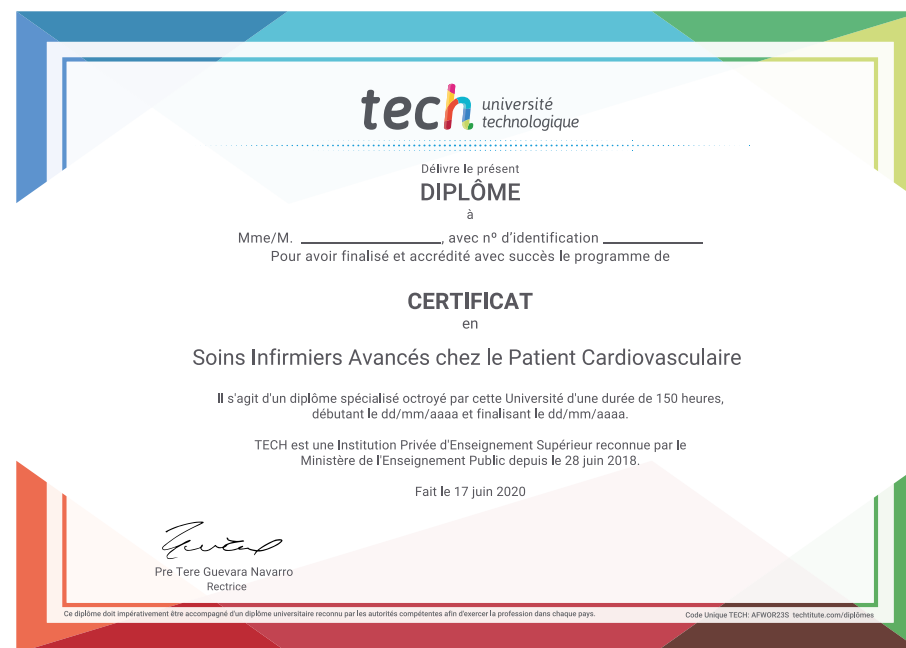 tech université
technologique
Délivre le présent
DIPLÔME
à
Mme/M. ____________________, avec nº d'identification ______________
Pour avoir finalisé et accrédité avec succès le programme de
CERTIFICAT
en
Soins Infirmiers Avancés chez le Patient Cardiovasculaire
Il s'agit d'un diplôme spécialisé octroyé par cette Université d'une durée de 150 heures,
débutant le dd/mm/aaaa et finalisant le dd/mm/aaaa.
TECH est une Institution Privée d'Enseignement Supérieur reconnue par le
Ministère de l'Enseignement Public depuis le 28 juin 2018.
Fait le 17 juin 2020
Pre Tere Guevara Navarro
Rectrice
Ce diplôme doit impérativement être accompagné d'un diplôme universitaire reconnu par les autorités compétentes afin d'exercer la profession dans chaque pays.
Code Unique TECH: AFWOR23S techtitute.com/diplômes